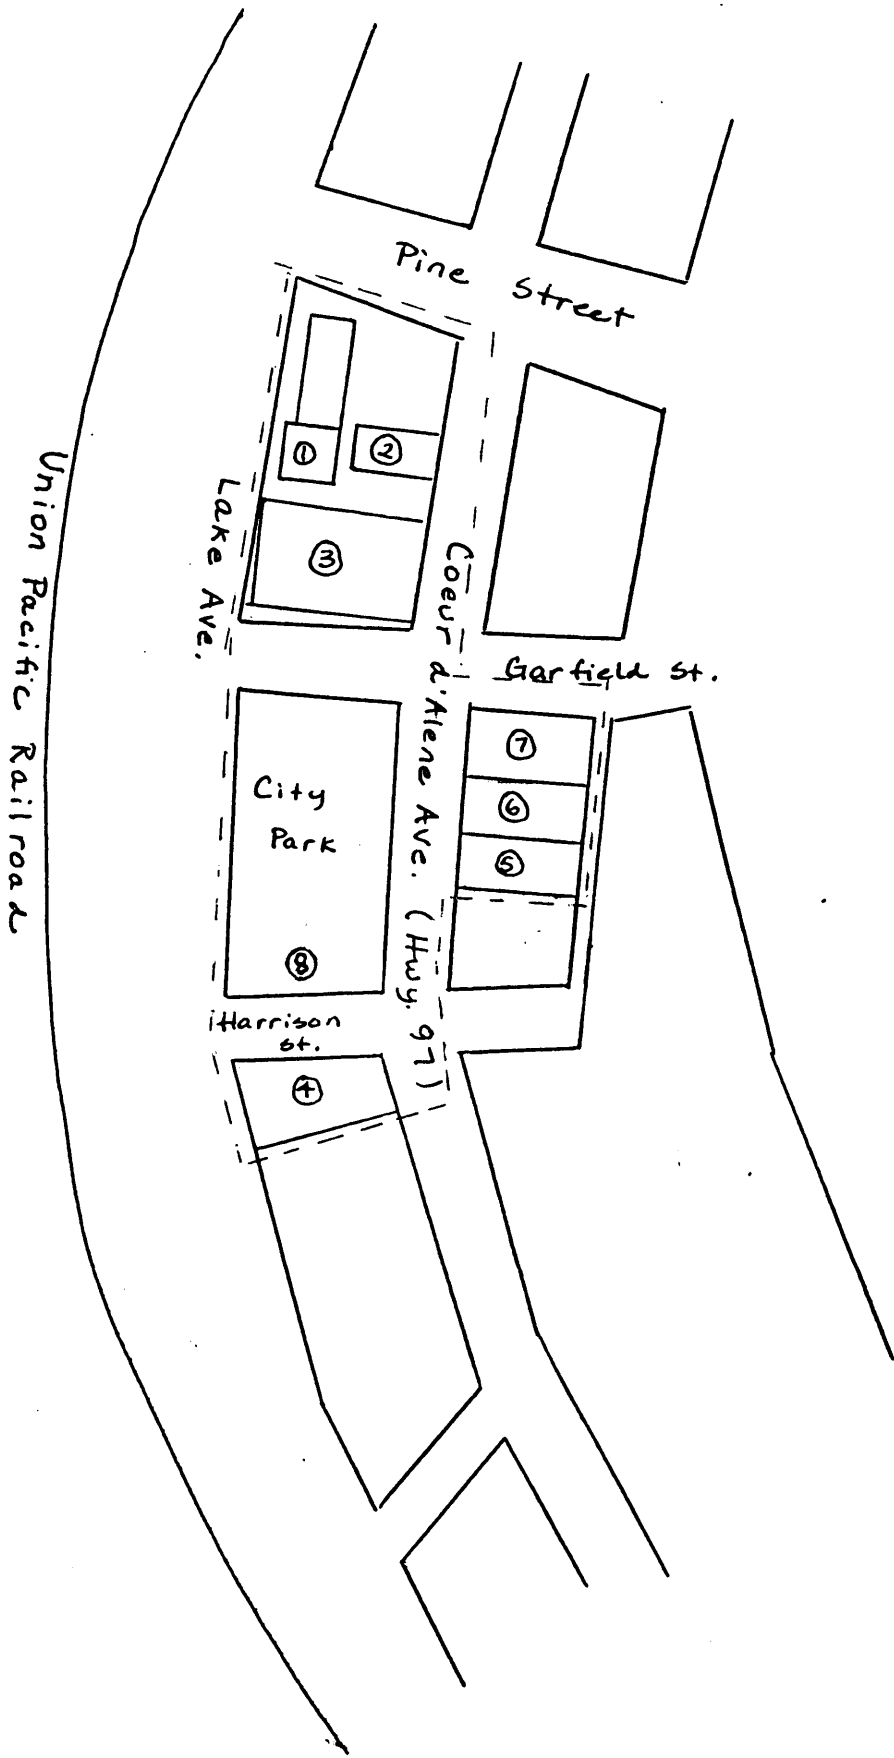 Pine Street
①
②
③
Lake Ave.
Union Pacific Railroad
Coeur d'Alene Ave. (Hwy. 97)
Garfield St.
⑦
⑥
⑤
City
Park
⑧
Harrison
St.
④